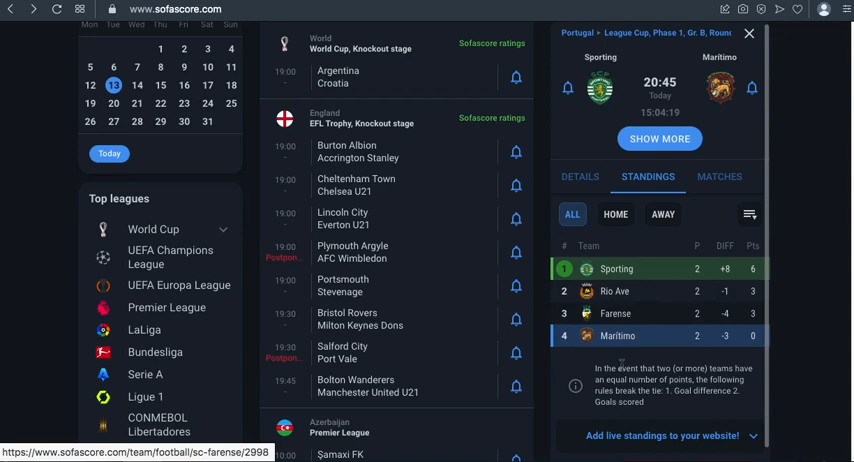 www.sofascore.com
Mon Tue Wed Thu Fri Sat Sun
1 2 3 4
5 6 7 8 9 10 11
12 13 14 15 16 17 18
19 20 21 22 23 24 25
26 27 28 29 30 31
Today
Top leagues
World Cup
UEFA Champions
League
UEFA Europa League
Premier League
LaLiga
Bundesliga
Serie A
Ligue 1
CONMEBOL
Libertadores
https://www.sofascore.com/team/football/sc-farense/2998
World
World Cup, Knockout stage
Sofascore ratings
19:00 Argentina
- Croatia
England
EFL Trophy, Knockout stage
Sofascore ratings
19:00 Burton Albion
- Accrington Stanley
19:00 Cheltenham Town
- Chelsea U21
19:00 Lincoln City
- Everton U21
19:00 Plymouth Argyle
Postpon.. AFC Wimbledon
19:00 Portsmouth
- Stevenage
19:30 Bristol Rovers
- Milton Keynes Dons
19:30 Salford City
Postpon.. Port Vale
19:45 Bolton Wanderers
- Manchester United U21
Azerbaijan
Premier League
10:00 Şamaxi FK
Portugal League Cup, Phase 1, Gr. B, Roun
Sporting Marítimo
SCP
20:45
Today
15:04:19
SHOW MORE
DETAILS STANDINGS MATCHES
ALL HOME AWAY
# Team P DIFF Pts
1 Sporting 2 +8 6
2 Rio Ave 2 -1 3
3 Farense 2 -4 3
4 Marítimo 2 -3 0
In the event that two (or more) teams have
an equal number of points, the following
rules break the tie: 1. Goal difference 2.
Goals scored
Add live standings to your website!